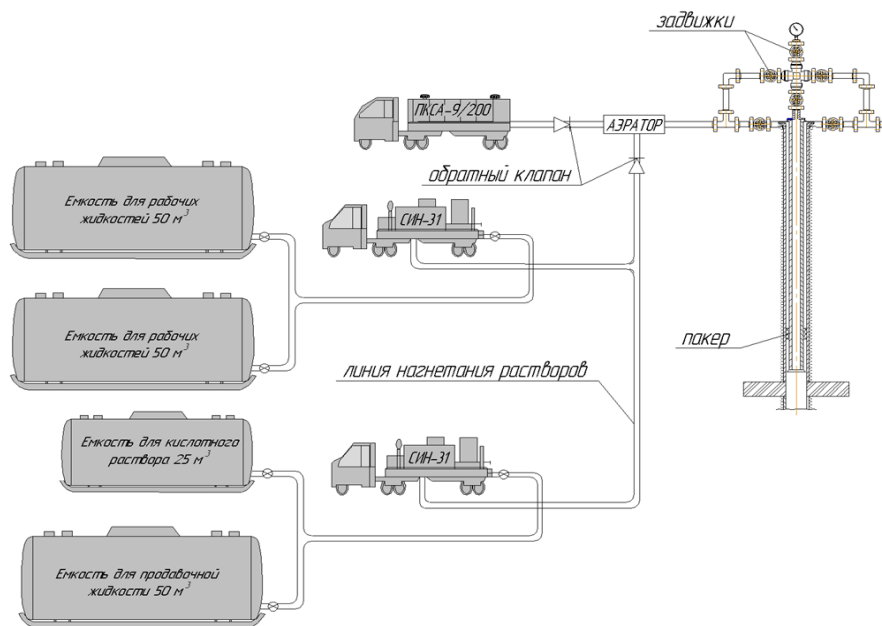 задвижки
ПКСА-9/200
АЭРАТОР
обратный клапан
Емкость для рабочих
жидкостей 50 м³
СИН-31
Емкость для рабочих
жидкостей 50 м³
пакер
линия нагнетания растворов
Емкость для кислотного
раствора 25 м³
СИН-31
Емкость для продавочной
жидкости 50 м³